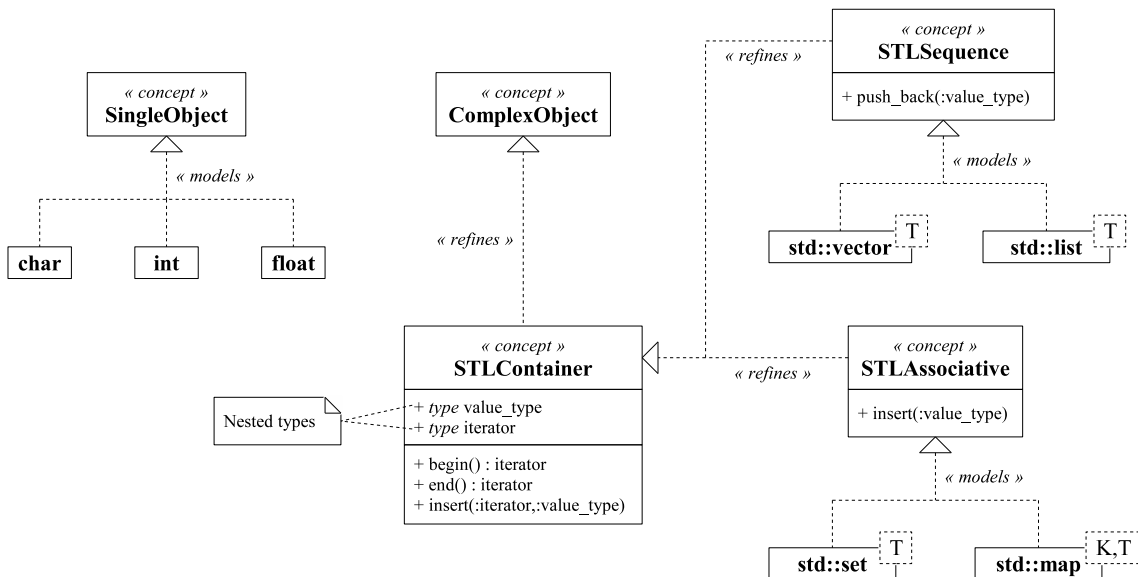 « concept »
STLSequence
+ push_back(:value_type)
« refines »
« concept »
SingleObject
« concept »
ComplexObject
« models »
« models »
char
int
float
« refines »
std::vector
T
std::list
T
« concept »
STLContainer
+ type value_type
+ type iterator
+ begin() : iterator
+ end() : iterator
+ insert(:iterator,:value_type)
Nested types
« refines »
« concept »
STLAssociative
+ insert(:value_type)
« models »
std::set
T
std::map
K,T